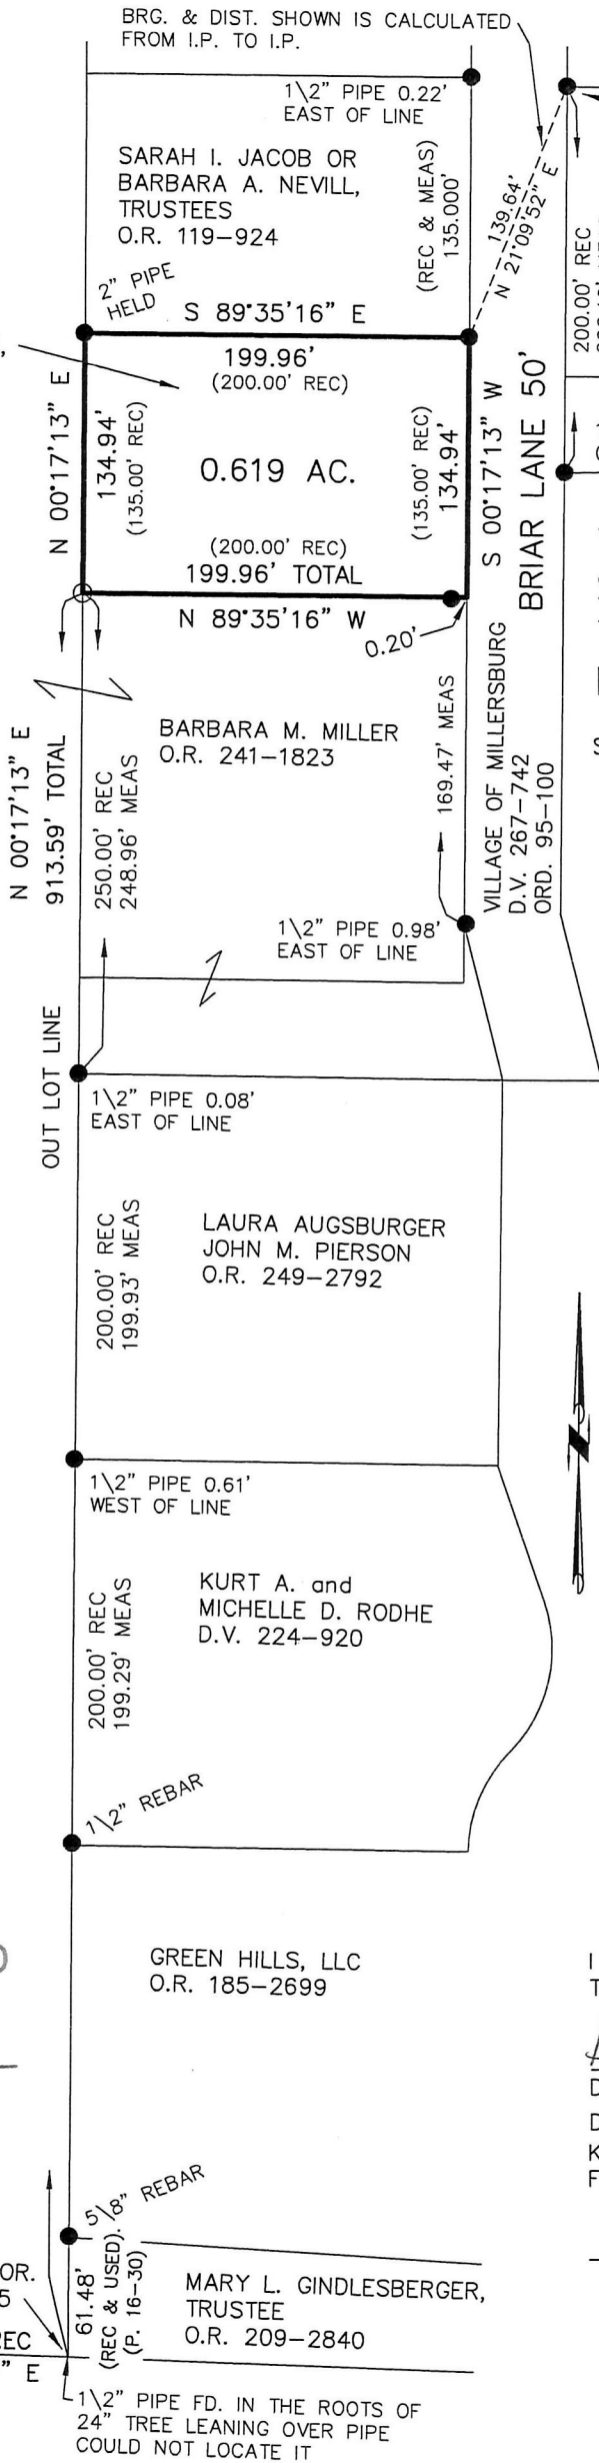 BRG. & DIST. SHOWN IS CALCULATED
FROM I.P. TO I.P.
1\2" PIPE 0.22'
EAST OF LINE
SARAH I. JACOB OR
BARBARA A. NEVILL,
TRUSTEES
O.R. 119-924
(REC & MEAS)
135.000'
139.64'
N 21°09'52" E
200.00' REC
2" PIPE
HELD
S 89°35'16" E
199.96'
(200.00' REC)
N 00°17'13" E
134.94'
(135.00' REC)
0.619 AC.
(135.00' REC)
134.94'
S 00°17'13" W
BRIAR LANE 50'
(200.00' REC)
199.96' TOTAL
N 89°35'16" W
0.20'
N 00°17'13" E
913.59' TOTAL
250.00' REC
248.96' MEAS
BARBARA M. MILLER
O.R. 241-1823
169.47' MEAS
VILLAGE OF MILLERSBURG
D.V. 267-742
ORD. 95-100
1\2" PIPE 0.98'
EAST OF LINE
OUT LOT LINE
1\2" PIPE 0.08'
EAST OF LINE
200.00' REC
199.93' MEAS
LAURA AUGSBURGER
JOHN M. PIERSON
O.R. 249-2792
1\2" PIPE 0.61'
WEST OF LINE
200.00' REC
199.29' MEAS
KURT A. and
MICHELLE D. RODHE
D.V. 224-920
1\2" REBAR
GREEN HILLS, LLC
O.R. 185-2699
5\8" REBAR
61.48'
(REC & USED).
(P. 16-30)
MARY L. GINDLESBERGER,
TRUSTEE
O.R. 209-2840
OR.
5
REC
" E
1\2" PIPE FD. IN THE ROOTS OF
24" TREE LEANING OVER PIPE
COULD NOT LOCATE IT